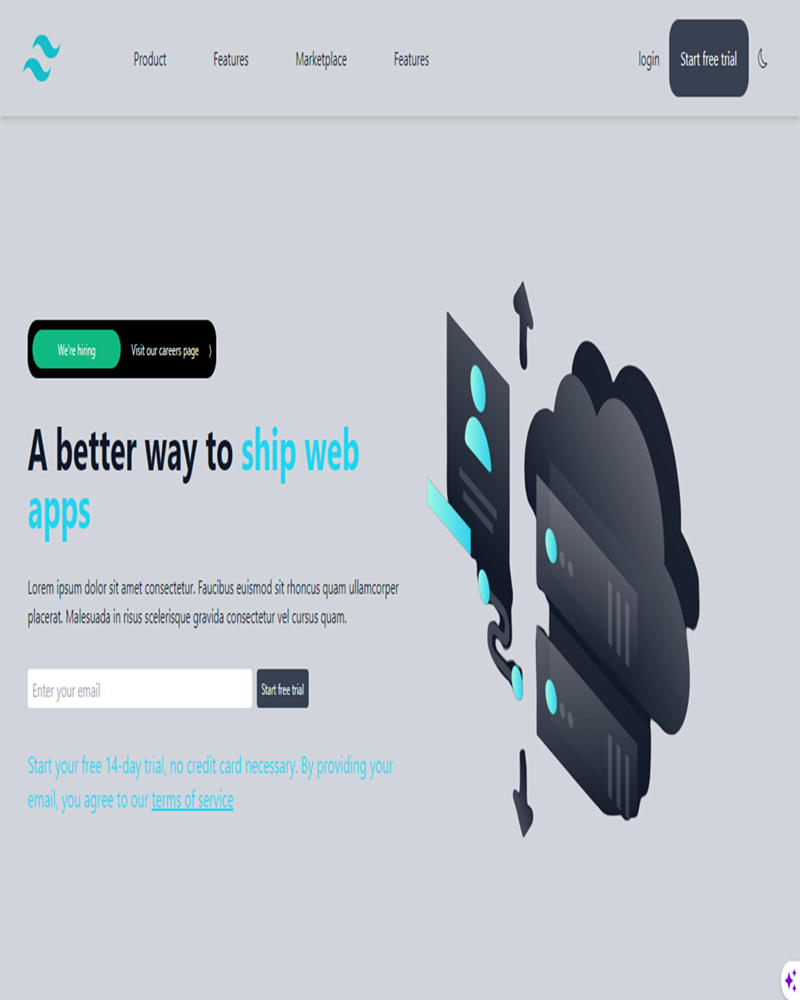 Product Features Marketplace Features login Start free trial
We're hiring Visit our careers page ⟩
A better way to ship web
apps
Lorem ipsum dolor sit amet consectetur. Faucibus euismod sit rhoncus quam ullamcorper
placerat. Malesuada in risus scelerisque gravida consectetur vel cursus quam.
Enter your email Start free trial
Start your free 14-day trial, no credit card necessary. By providing your
email, you agree to our terms of service